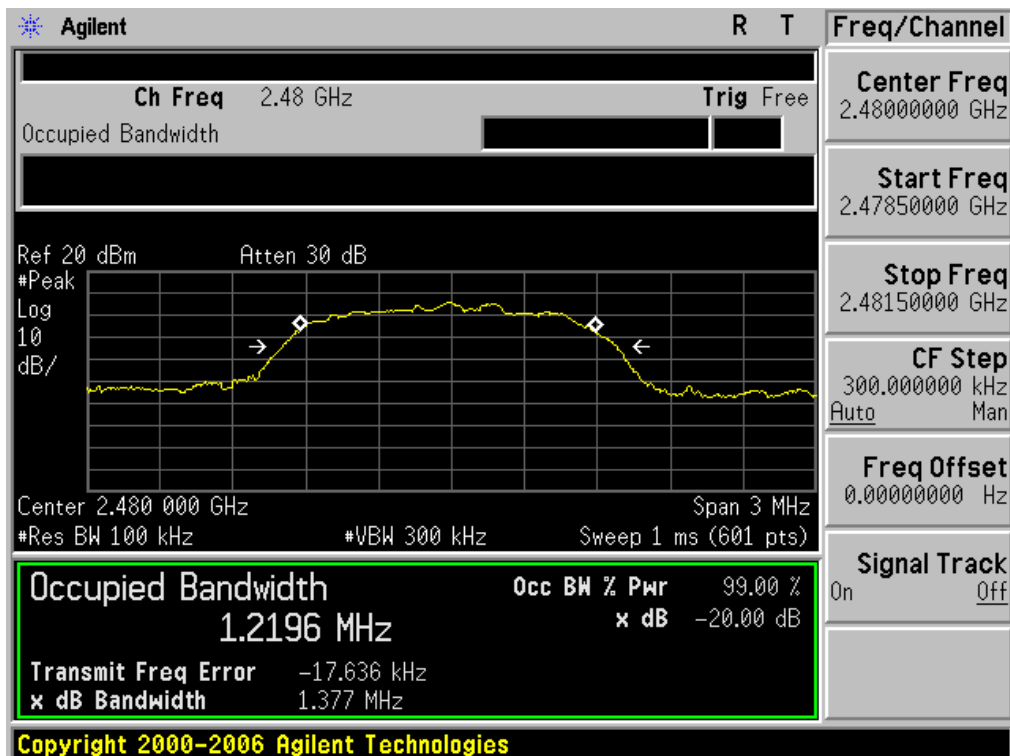 Agilent R T
Freq/Channel
Ch Freq 2.48 GHz Trig Free
Occupied Bandwidth
Center Freq
2.48000000 GHz
Start Freq
2.47850000 GHz
Stop Freq
2.48150000 GHz
CF Step
300.000000 kHz
Auto Man
Freq Offset
0.00000000 Hz
Signal Track
On Off
Ref 20 dBm Atten 30 dB
#Peak
Log
10
dB/
Center 2.480 000 GHz Span 3 MHz
#Res BW 100 kHz #VBW 300 kHz Sweep 1 ms (601 pts)
Occupied Bandwidth Occ BW % Pwr 99.00 %
1.2196 MHz x dB -20.00 dB
Transmit Freq Error -17.636 kHz
x dB Bandwidth 1.377 MHz
Copyright 2000-2006 Agilent Technologies